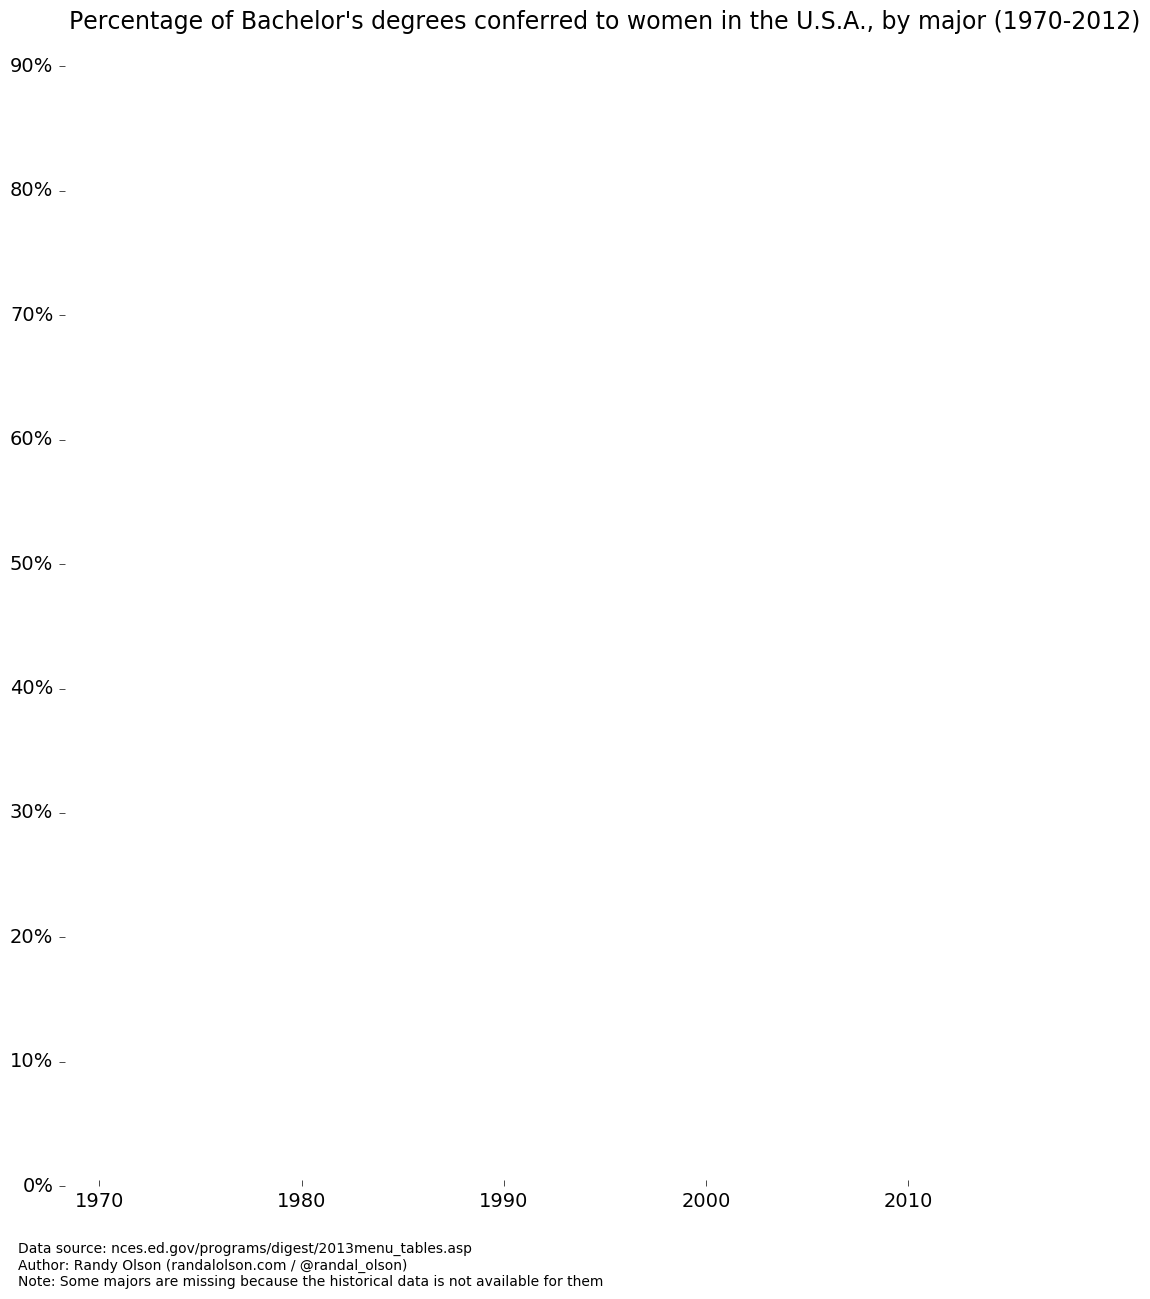 Percentage of Bachelor's degrees conferred to women in the U.S.A., by major (1970-2012)
90%
80%
70%
60%
50%
40%
30%
20%
10%
0%
1970 1980 1990 2000 2010
Data source: nces.ed.gov/programs/digest/2013menu_tables.asp
Author: Randy Olson (randalolson.com / @randal_olson)
Note: Some majors are missing because the historical data is not available for them